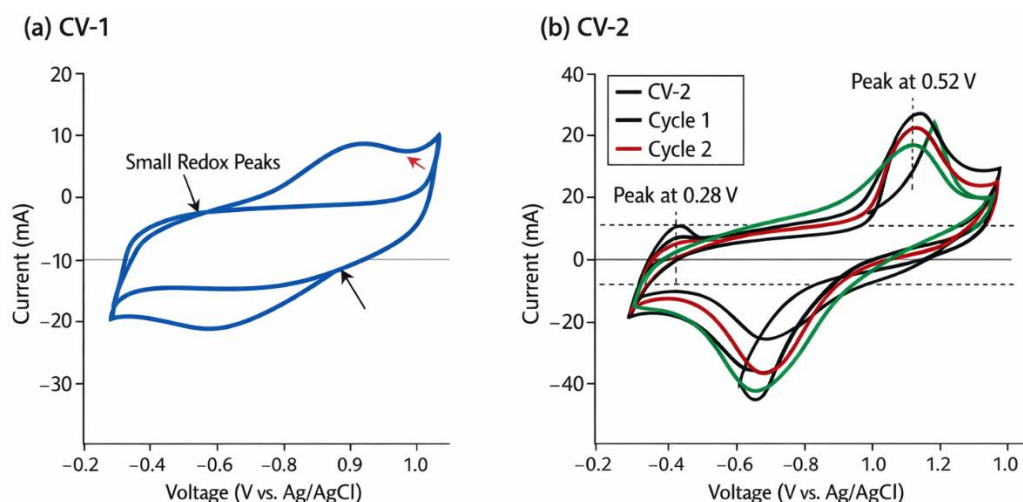 (a) CV-1
20
10
0
−10
−20
−30
Current (mA)
Small Redox Peaks
−0.2 −0.4 −0.6 −0.9 1.0
Voltage (V vs. Ag/AgCl)
(b) CV-2
40
20
20
0
−20
−40
Current (mA)
CV-2
Cycle 1
Cycle 2
Peak at 0.52 V
Peak at 0.28 V
−0.2 −0.4 −0.6 −0.8 1.0 1.2 1.0
Voltage (V vs. Ag/AgCl)